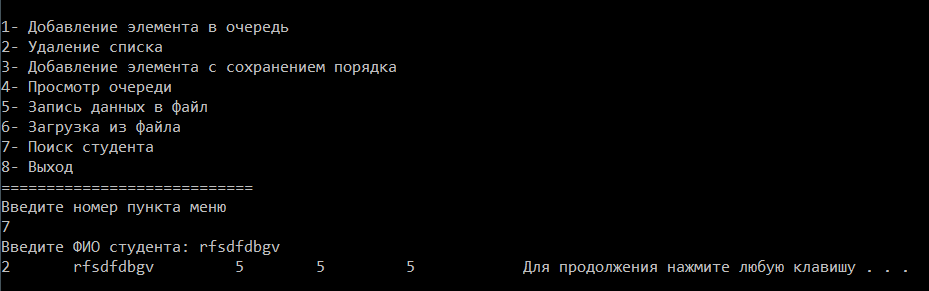 1- Добавление элемента в очередь
2- Удаление списка
3- Добавление элемента с сохранением порядка
4- Просмотр очереди
5- Запись данных в файл
6- Загрузка из файла
7- Поиск студента
8- Выход
============================
Введите номер пункта меню
7
Введите ФИО студента: rfsdfdbgv
2       rfsdfdbgv         5        5         5            Для продолжения нажмите любую клавишу . . .